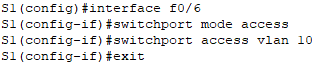 S1(config)#interface f0/6
S1(config-if)#switchport mode access
S1(config-if)#switchport access vlan 10
S1(config-if)#exit